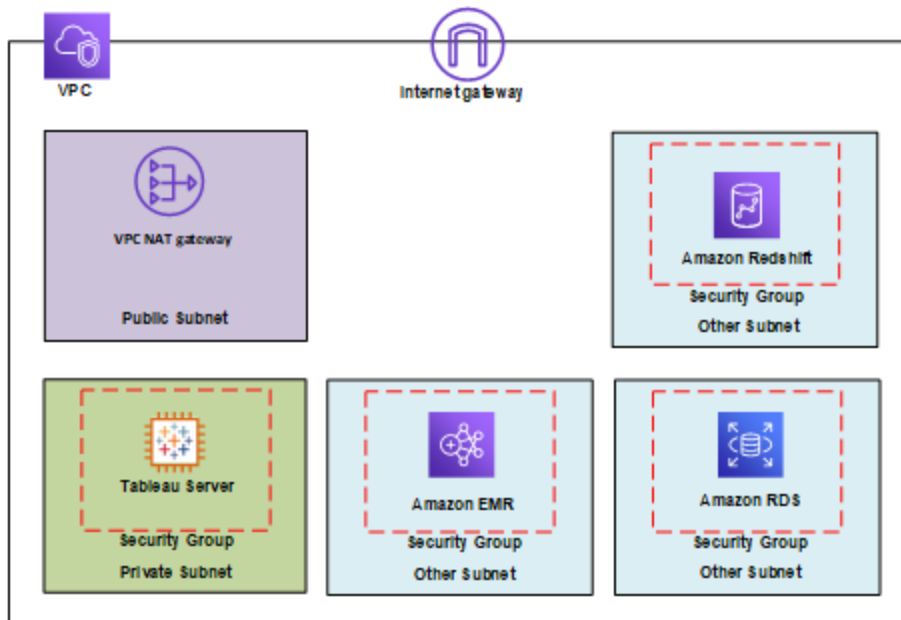 VPC
Internet gateway
VPC NAT gateway
Public Subnet
Amazon Redshift
Security Group
Other Subnet
Tableau Server
Security Group
Private Subnet
Amazon EMR
Security Group
Other Subnet
Amazon RDS
Security Group
Other Subnet